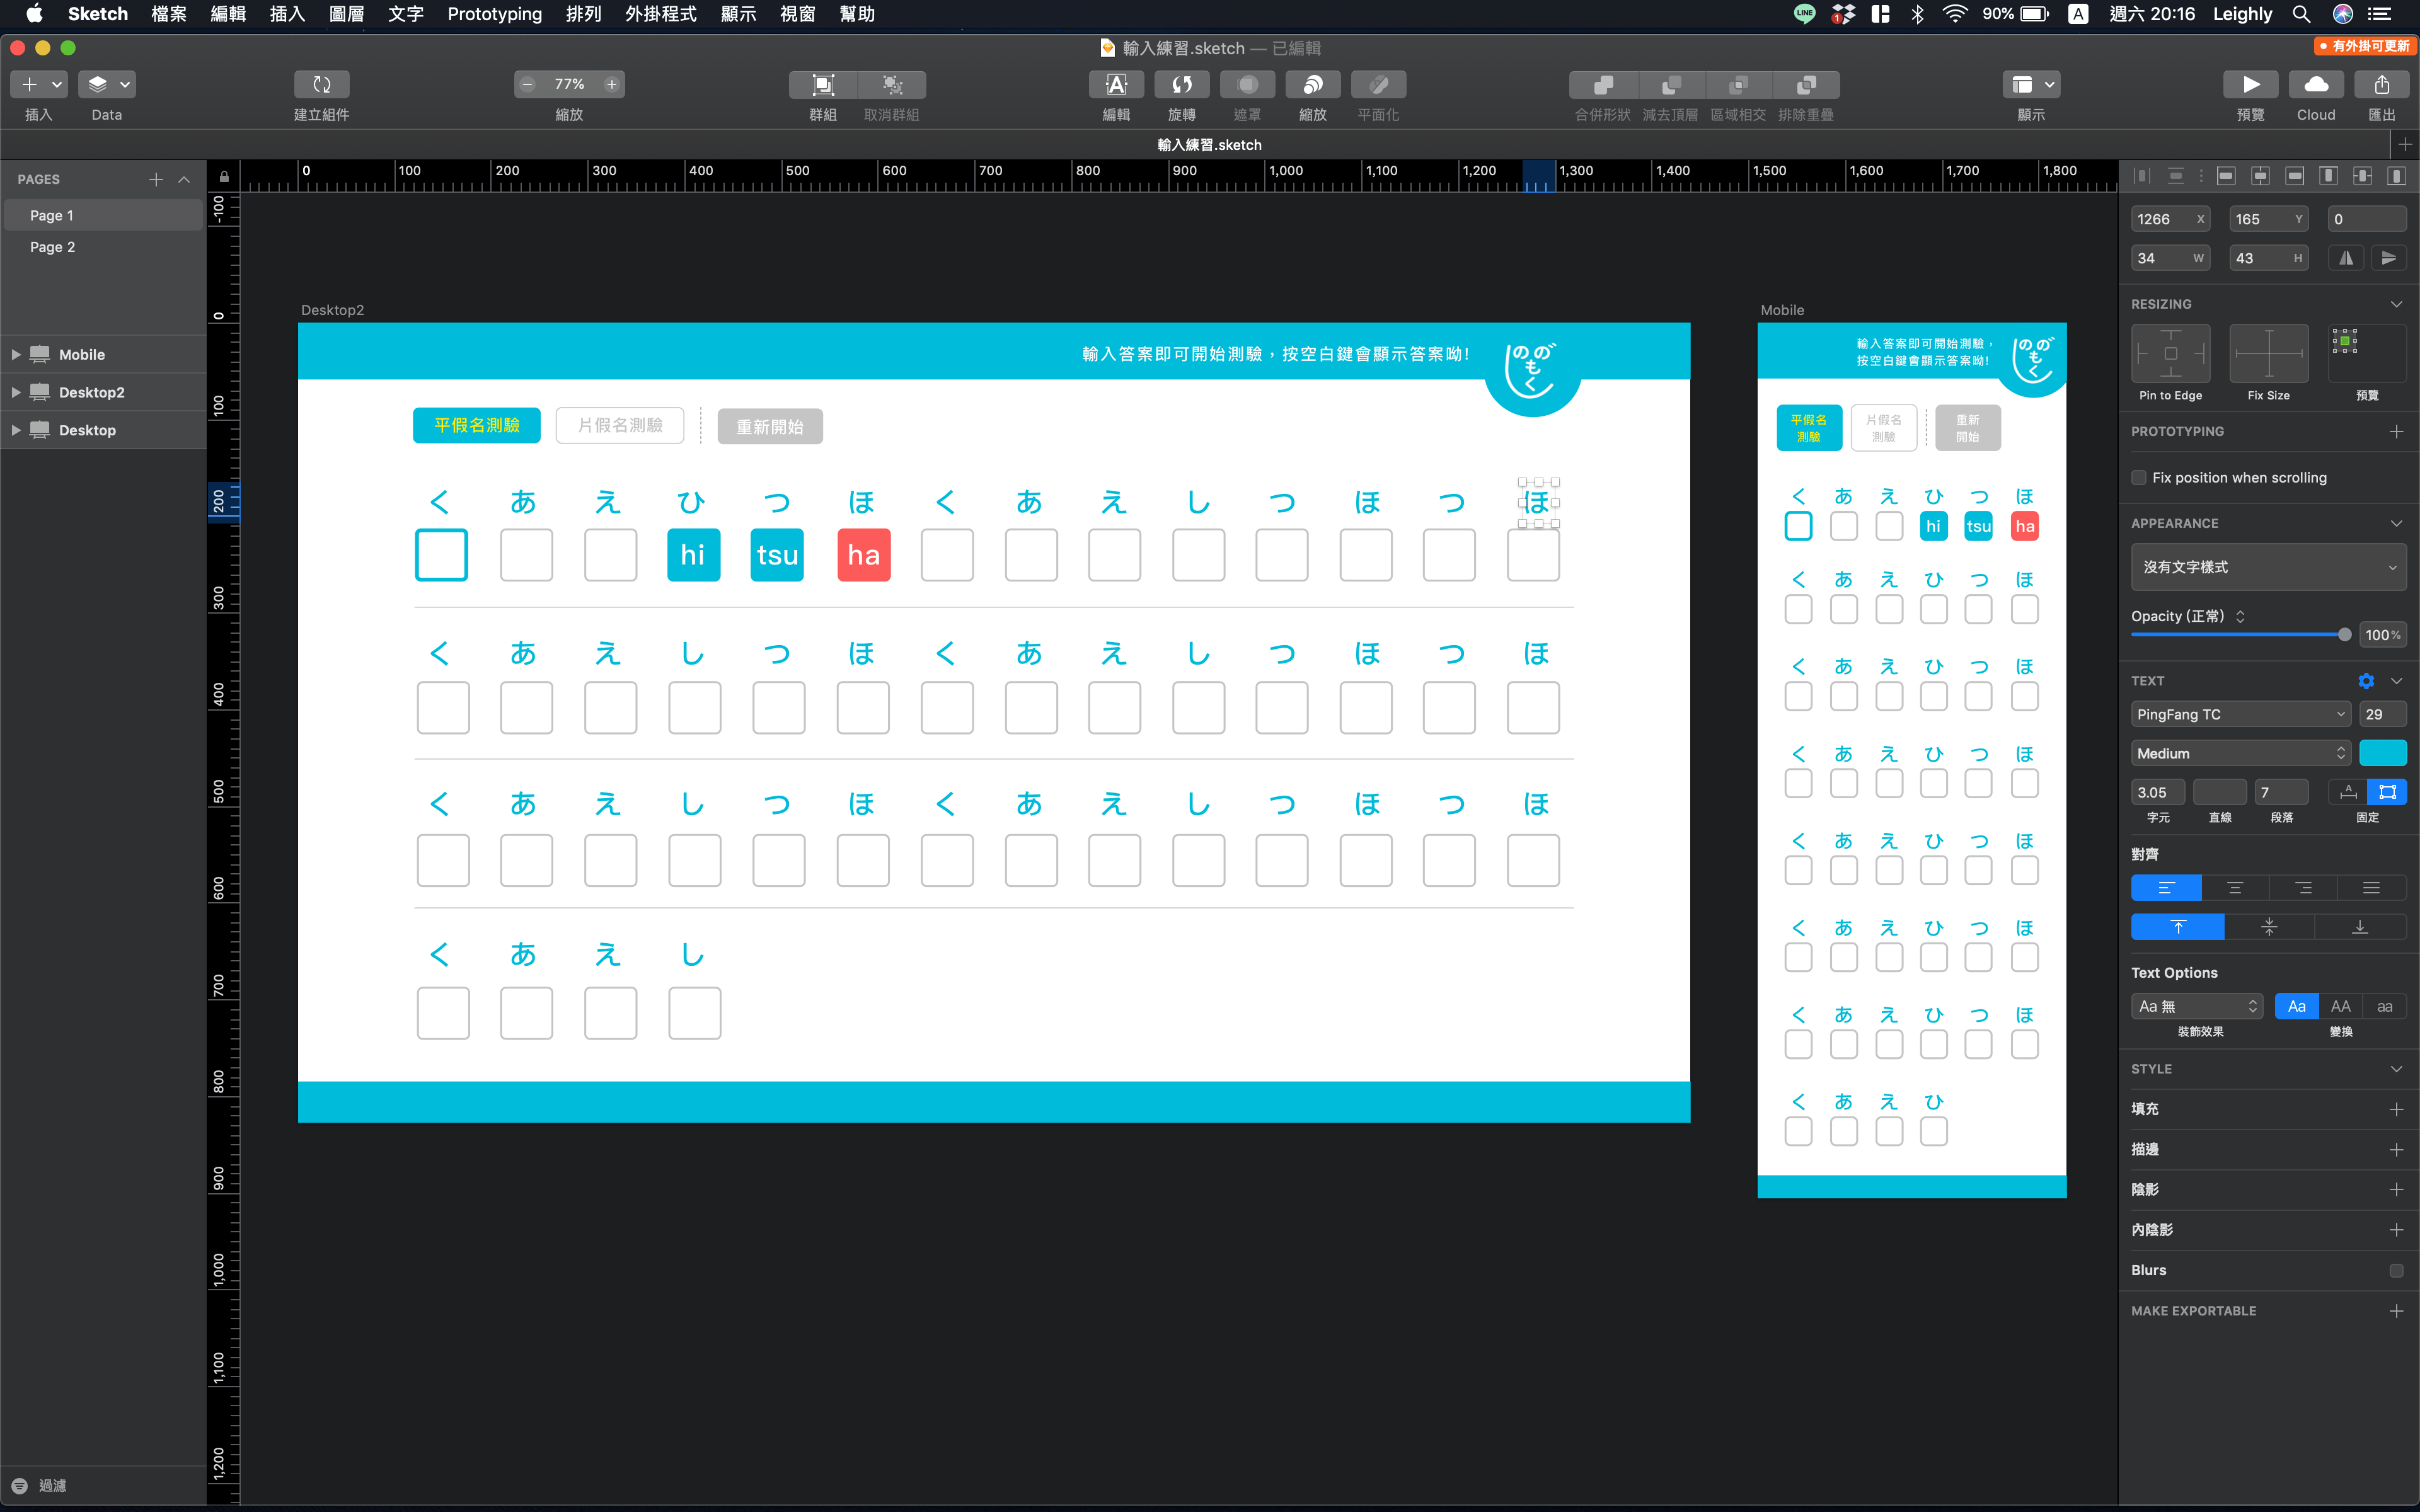 Sketch 檔案 編輯 插入 圖層 文字 Prototyping 排列 外掛程式 顯示 視窗 幫助
LINE 1 90% A 週六 20:16 Leighly
輸入練習.sketch — 已編輯
有外掛可更新
77%
插入 Data 建立組件 縮放 群組 取消群組 編輯 旋轉 遮罩 縮放 平面化 合併形狀 減去頂層 區域相交 排除重疊 顯示 預覽 Cloud 匯出
輸入練習.sketch
PAGES
Page 1
Page 2
Mobile
Desktop2
Desktop
過濾
0 100 200 300 400 500 600 700 800 900 1,000 1,100 1,200 1,300 1,400 1,500 1,600 1,700 1,800
-100
0
100
200
300
400
500
600
700
800
900
1,000
1,100
1,200
Desktop2
輸入答案即可開始測驗，按空白鍵會顯示答案呦!
しのの゛もく
平假名測驗 片假名測驗 重新開始
く あ え ひ つ ほ く あ え し つ ほ つ ほ
hi tsu ha
く あ え し つ ほ く あ え し つ ほ つ ほ
く あ え し つ ほ く あ え し つ ほ つ ほ
く あ え し
Mobile
輸入答案即可開始測驗，
按空白鍵會顯示答案呦!
しのの゛もく
平假名
測驗
片假名
測驗
重新
開始
く あ え ひ つ ほ
hi tsu ha
く あ え ひ つ ほ
く あ え ひ つ ほ
く あ え ひ つ ほ
く あ え ひ つ ほ
く あ え ひ つ ほ
く あ え ひ つ ほ
く あ え ひ
1266 X 165 Y 0
34 W 43 H
RESIZING
Pin to Edge Fix Size 預覽
PROTOTYPING
Fix position when scrolling
APPEARANCE
沒有文字樣式
Opacity (正常)
100%
TEXT
PingFang TC 29
Medium
3.05 7
字元 直線 段落 固定
對齊
Text Options
Aa 無 Aa AA aa
裝飾效果 變換
STYLE
填充
描邊
陰影
內陰影
Blurs
MAKE EXPORTABLE